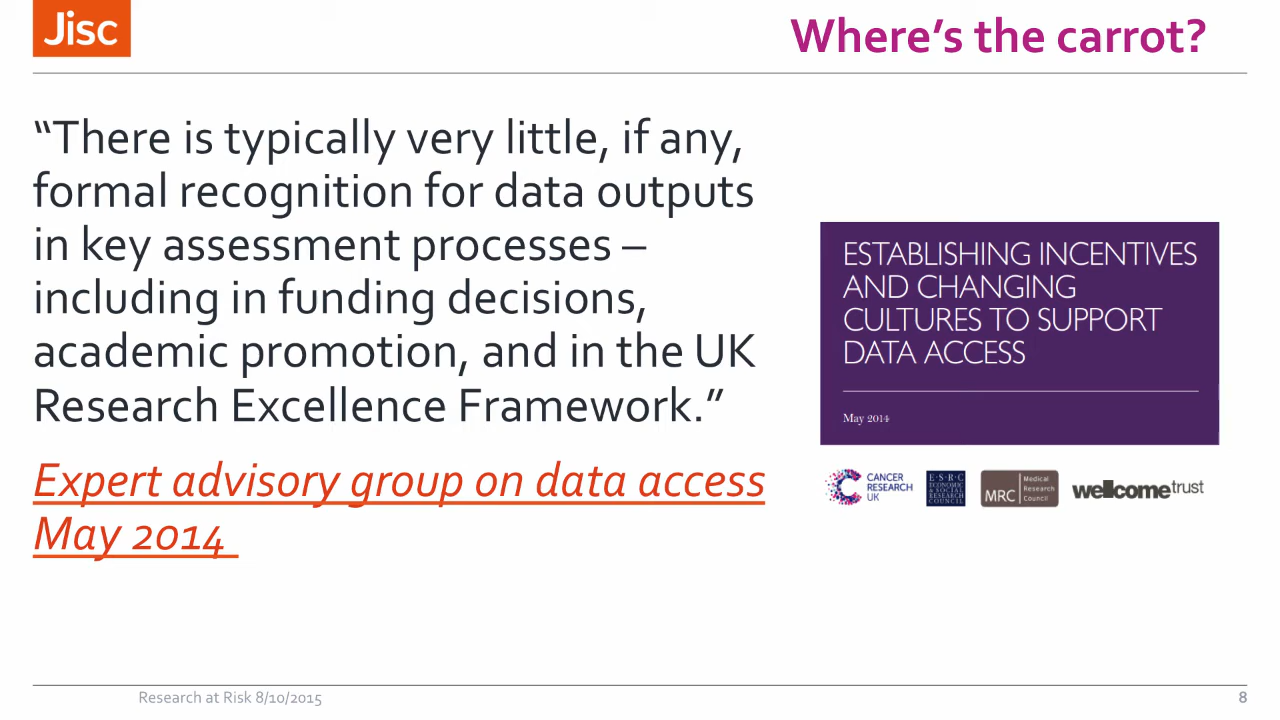 Jisc
Where’s the carrot?
“There is typically very little, if any,
formal recognition for data outputs
in key assessment processes –
including in funding decisions,
academic promotion, and in the UK
Research Excellence Framework.”
Expert advisory group on data access
May 2014
ESTABLISHING INCENTIVES
AND CHANGING
CULTURES TO SUPPORT
DATA ACCESS
May 2014
CANCER
RESEARCH
UK
E·S·R·C
ECONOMIC
& SOCIAL
RESEARCH
COUNCIL
MRC
Medical
Research
Council
wellcometrust
Research at Risk 8/10/2015
8